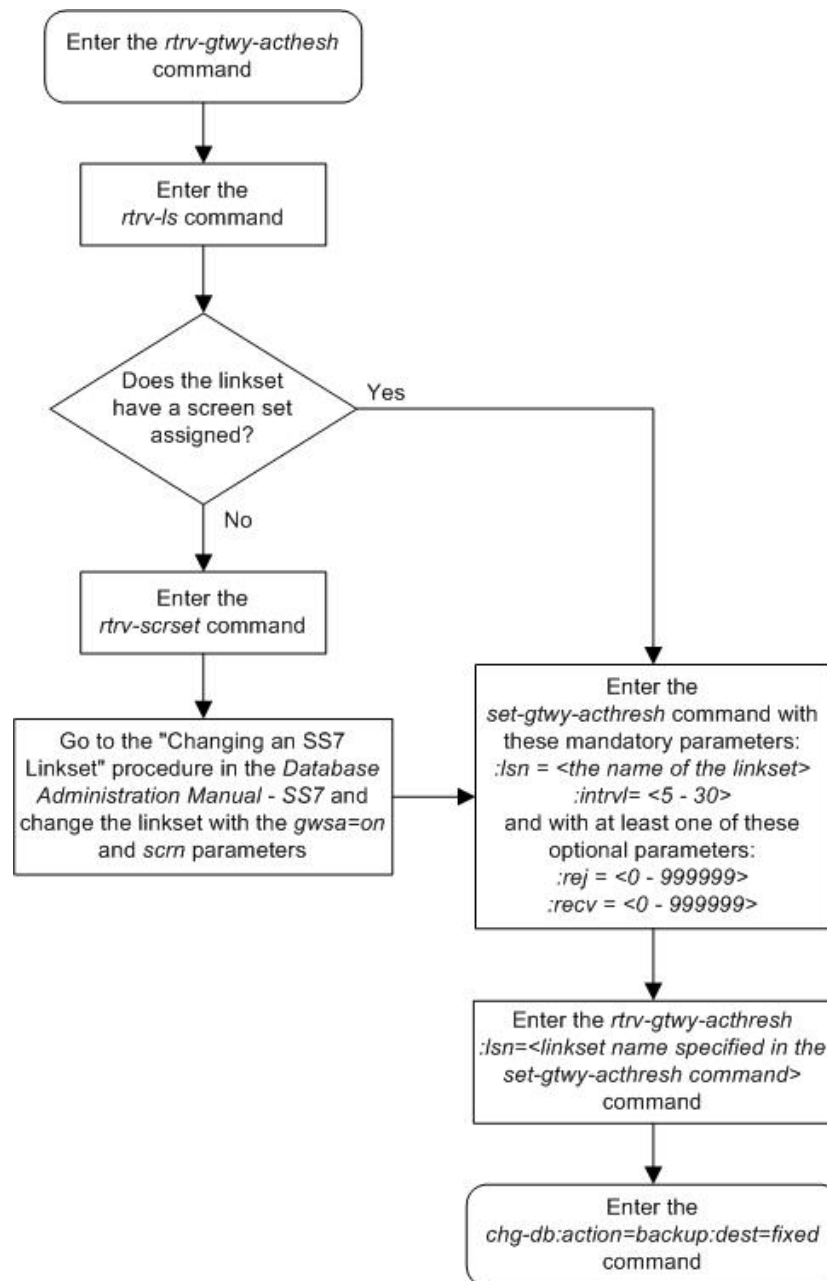 Enter the rtrv-gtwy-acthesh
command
Enter the
rtrv-ls command
Does the linkset
have a screen set
assigned?
Yes
No
Enter the
rtrv-scrset command
Go to the "Changing an SS7
Linkset" procedure in the Database
Administration Manual - SS7 and
change the linkset with the gwsa=on
and scrn parameters
Enter the
set-gtwy-acthresh command with
these mandatory parameters:
:lsn = <the name of the linkset>
:intrvl= <5 - 30>
and with at least one of these
optional parameters:
:rej = <0 - 999999>
:recv = <0 - 999999>
Enter the rtrv-gtwy-acthresh
:lsn=<linkset name specified in the
set-gtwy-acthresh command>
command
Enter the
chg-db:action=backup:dest=fixed
command